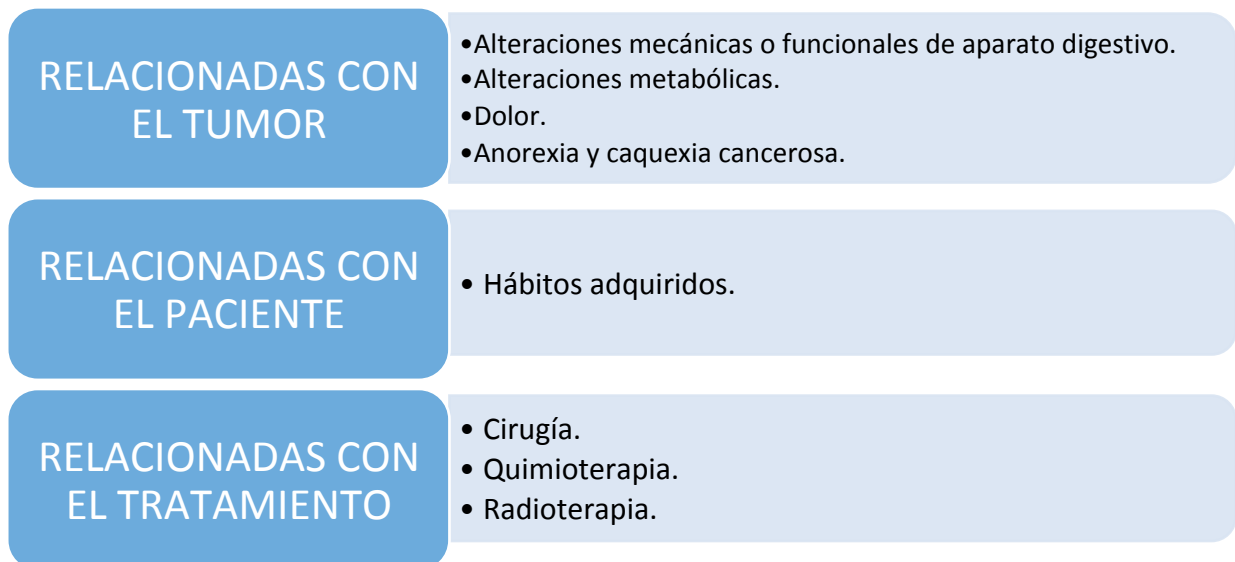 RELACIONADAS CON
EL TUMOR
•Alteraciones mecánicas o funcionales de aparato digestivo.
•Alteraciones metabólicas.
•Dolor.
•Anorexia y caquexia cancerosa.
RELACIONADAS CON
EL PACIENTE
• Hábitos adquiridos.
RELACIONADAS CON
EL TRATAMIENTO
• Cirugía.
• Quimioterapia.
• Radioterapia.